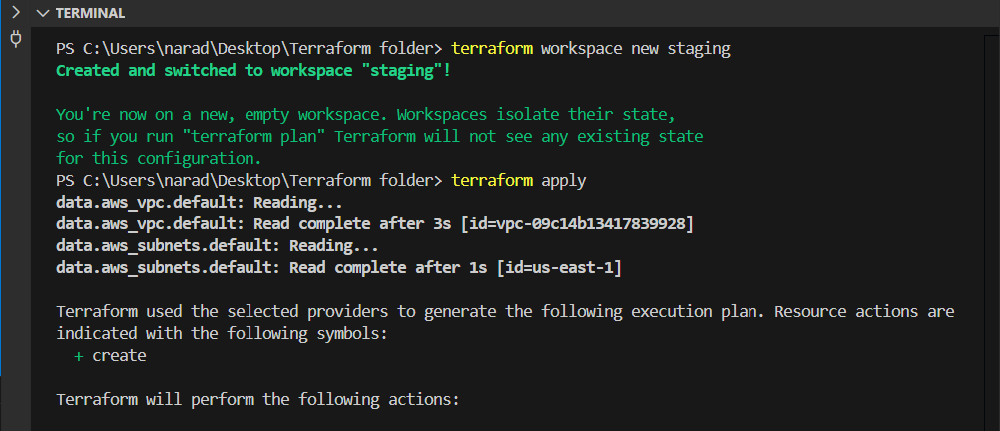 TERMINAL
PS C:\Users\narad\Desktop\Terraform folder> terraform workspace new staging
Created and switched to workspace "staging"!
You're now on a new, empty workspace. Workspaces isolate their state,
so if you run "terraform plan" Terraform will not see any existing state
for this configuration.
PS C:\Users\narad\Desktop\Terraform folder> terraform apply
data.aws_vpc.default: Reading...
data.aws_vpc.default: Read complete after 3s [id=vpc-09c14b13417839928]
data.aws_subnets.default: Reading...
data.aws_subnets.default: Read complete after 1s [id=us-east-1]
Terraform used the selected providers to generate the following execution plan. Resource actions are
indicated with the following symbols:
+ create
Terraform will perform the following actions: